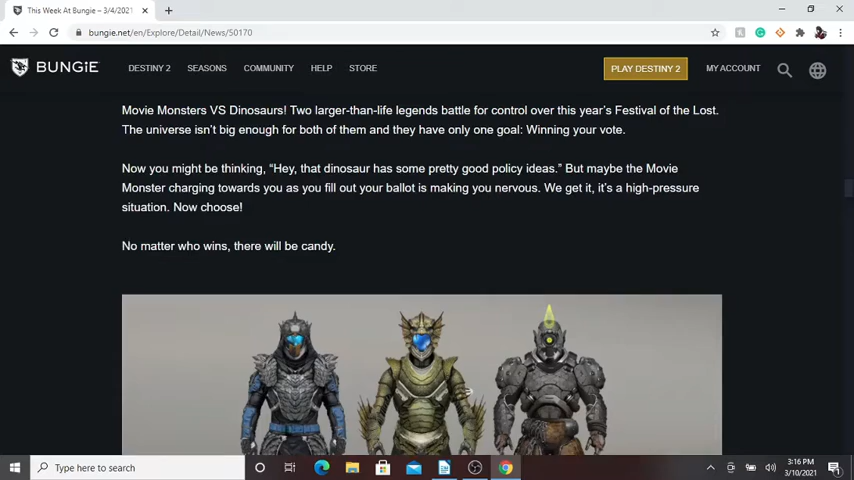 This Week At Bungie – 3/4/2021
bungie.net/en/Explore/Detail/News/50170
BUNGiE
DESTINY 2
SEASONS
COMMUNITY
HELP
STORE
PLAY DESTINY 2
MY ACCOUNT
Movie Monsters VS Dinosaurs! Two larger-than-life legends battle for control over this year's Festival of the Lost.
The universe isn't big enough for both of them and they have only one goal: Winning your vote.
Now you might be thinking, “Hey, that dinosaur has some pretty good policy ideas.” But maybe the Movie
Monster charging towards you as you fill out your ballot is making you nervous. We get it, it's a high-pressure
situation. Now choose!
No matter who wins, there will be candy.
Type here to search
3:16 PM
3/10/2021